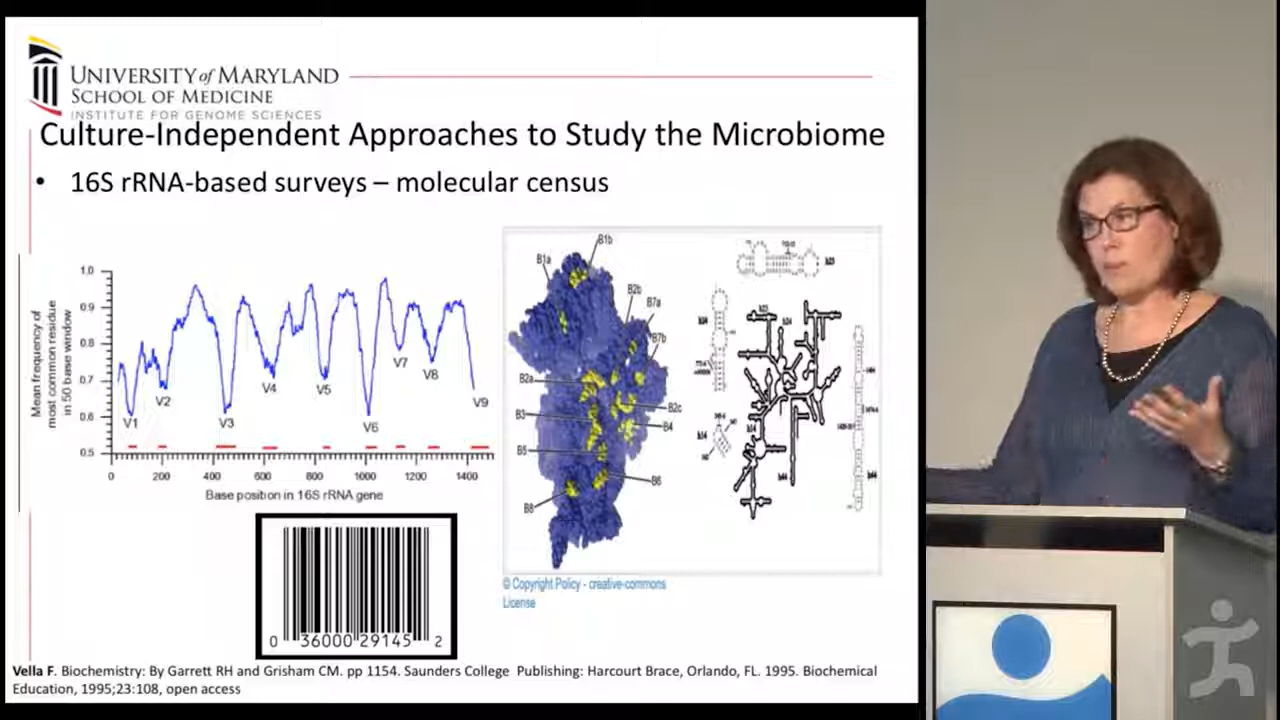 UNIVERSITY of MARYLAND
SCHOOL OF MEDICINE
INSTITUTE FOR GENOME SCIENCES
Culture-Independent Approaches to Study the Microbiome
• 16S rRNA-based surveys – molecular census
Mean frequency of
most common residue
in 50 base window
1.0
0.9
0.8
0.7
0.6
0.5
V1
V2
V3
V4
V5
V6
V7
V8
V9
0 200 400 600 800 1000 1200 1400
Base position in 16S rRNA gene
B1b
B1a
B2b
B7a
B7b
B2a
B3
B2c
B4
B5
B6
B8
© Copyright Policy - creative-commons
License
0 36000 29145 2
Vella F. Biochemistry: By Garrett RH and Grisham CM. pp 1154. Saunders College Publishing: Harcourt Brace, Orlando, FL. 1995. Biochemical
Education, 1995;23:108, open access